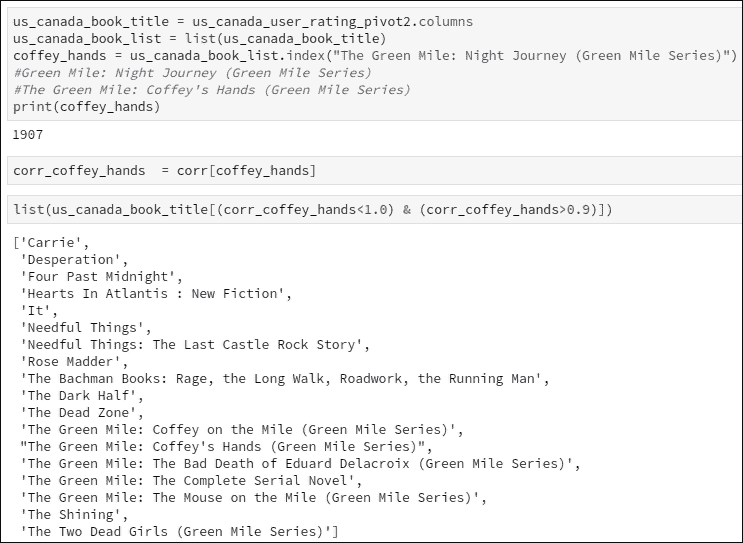 us_canada_book_title = us_canada_user_rating_pivot2.columns
us_canada_book_list = list(us_canada_book_title)
coffey_hands = us_canada_book_list.index("The Green Mile: Night Journey (Green Mile Series)")
#Green Mile: Night Journey (Green Mile Series)
#The Green Mile: Coffey's Hands (Green Mile Series)
print(coffey_hands)
1907
corr_coffey_hands  = corr[coffey_hands]
list(us_canada_book_title[(corr_coffey_hands<1.0) & (corr_coffey_hands>0.9)])
['Carrie',
 'Desperation',
 'Four Past Midnight',
 'Hearts In Atlantis : New Fiction',
 'It',
 'Needful Things',
 'Needful Things: The Last Castle Rock Story',
 'Rose Madder',
 'The Bachman Books: Rage, the Long Walk, Roadwork, the Running Man',
 'The Dark Half',
 'The Dead Zone',
 'The Green Mile: Coffey on the Mile (Green Mile Series)',
 "The Green Mile: Coffey's Hands (Green Mile Series)",
 'The Green Mile: The Bad Death of Eduard Delacroix (Green Mile Series)',
 'The Green Mile: The Complete Serial Novel',
 'The Green Mile: The Mouse on the Mile (Green Mile Series)',
 'The Shining',
 'The Two Dead Girls (Green Mile Series)']